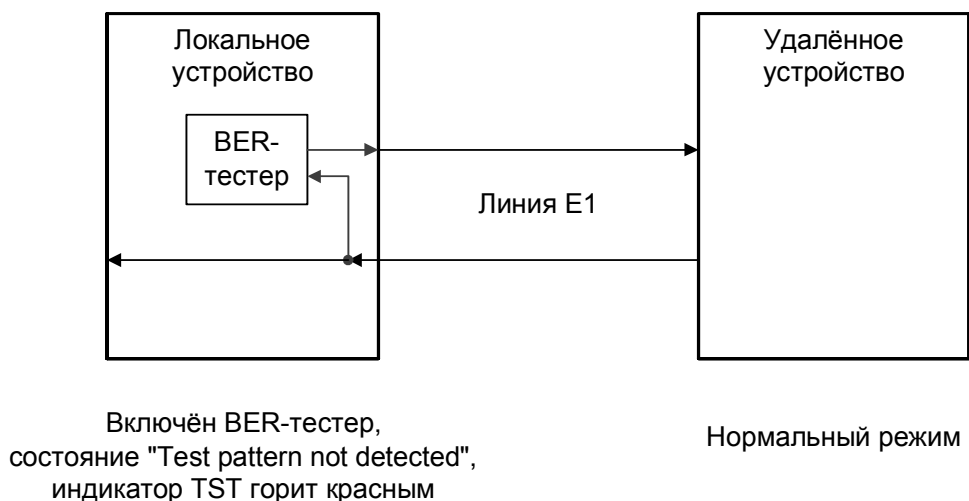 Локальное
устройство
Удалённое
устройство
BER-
тестер
Линия E1
Включён BER-тестер,
состояние "Test pattern not detected",
индикатор TST горит красным
Нормальный режим